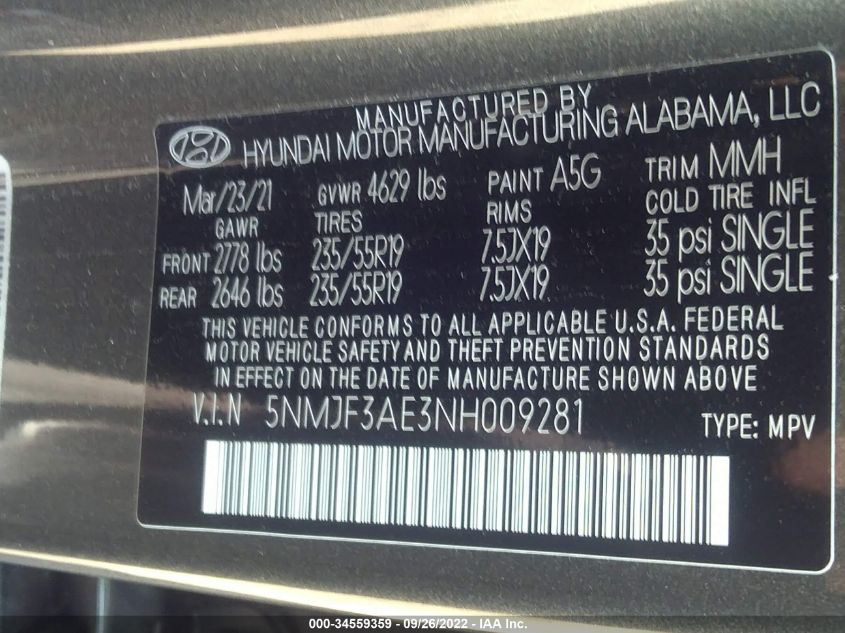 MANUFACTURED BY
HYUNDAI MOTOR MANUFACTURING ALABAMA, LLC
Mar/23/21 GVWR 4629 lbs PAINT A5G TRIM MMH
GAWR TIRES RIMS COLD TIRE INFL
FRONT 2778 lbs 235/55R19 7.5JX19 35 psi SINGLE
REAR 2646 lbs 235/55R19 7.5JX19 35 psi SINGLE
THIS VEHICLE CONFORMS TO ALL APPLICABLE U.S.A. FEDERAL
MOTOR VEHICLE SAFETY AND THEFT PREVENTION STANDARDS
IN EFFECT ON THE DATE OF MANUFACTURE SHOWN ABOVE
V.I.N 5NMJF3AE3NH009281 TYPE: MPV
000-34559359 - 09/26/2022 - IAA Inc.